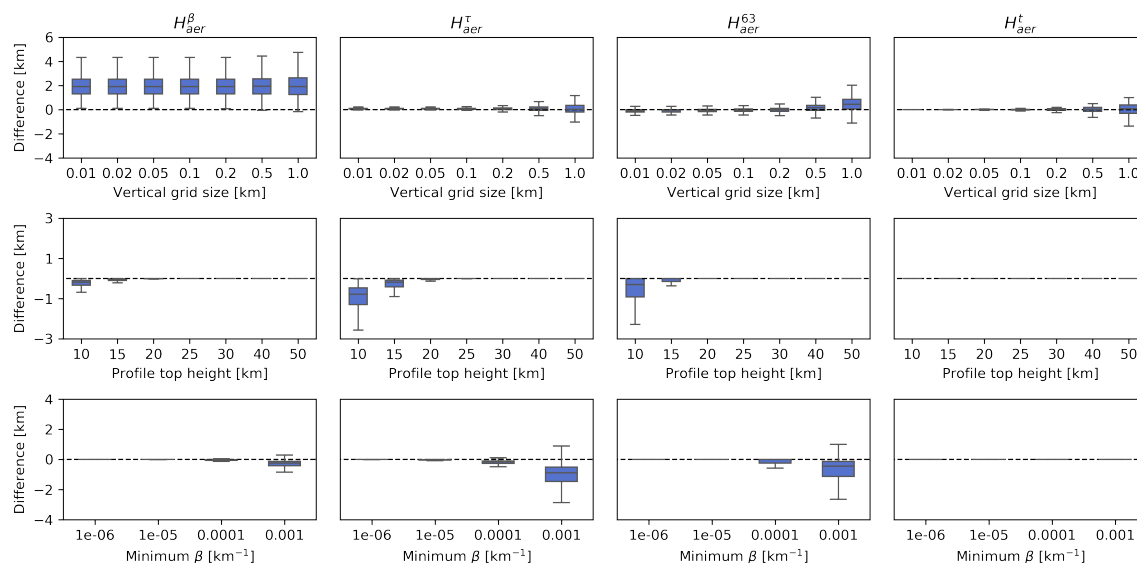 H^β_aer H^τ_aer H^63_aer H^t_aer
Difference [km]
6
4
2
0
−2
−4
0.01 0.02 0.05 0.1 0.2 0.5 1.0
Vertical grid size [km]
0.01 0.02 0.05 0.1 0.2 0.5 1.0
Vertical grid size [km]
0.01 0.02 0.05 0.1 0.2 0.5 1.0
Vertical grid size [km]
0.01 0.02 0.05 0.1 0.2 0.5 1.0
Vertical grid size [km]
Difference [km]
3
1
−1
−3
10 15 20 25 30 40 50
Profile top height [km]
10 15 20 25 30 40 50
Profile top height [km]
10 15 20 25 30 40 50
Profile top height [km]
10 15 20 25 30 40 50
Profile top height [km]
Difference [km]
4
2
0
−2
−4
1e-06 1e-05 0.0001 0.001
Minimum β [km⁻¹]
1e-06 1e-05 0.0001 0.001
Minimum β [km⁻¹]
1e-06 1e-05 0.0001 0.001
Minimum β [km⁻¹]
1e-06 1e-05 0.0001 0.001
Minimum β [km⁻¹]